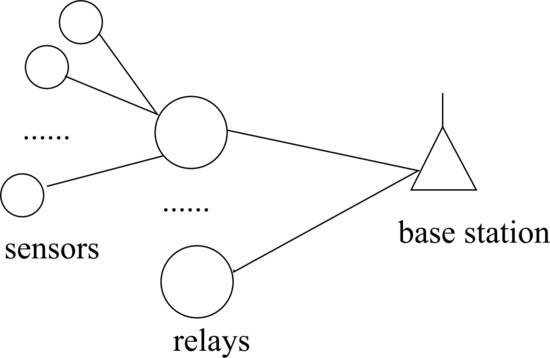 ......
......
base station
sensors
relays